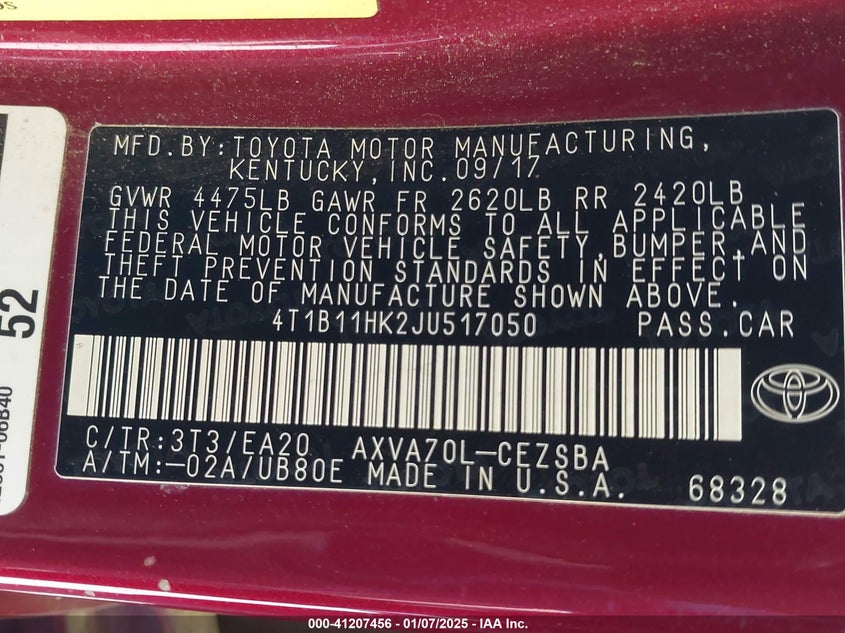 MFD.BY:TOYOTA MOTOR MANUFACTURING,
KENTUCKY,INC.09/17
GVWR 4475LB GAWR FR 2620LB RR 2420LB
THIS VEHICLE CONFORMS TO ALL APPLICABLE
FEDERAL MOTOR VEHICLE SAFETY,BUMPER,AND
THEFT PREVENTION STANDARDS IN EFFECT ON
THE DATE OF MANUFACTURE SHOWN ABOVE.
4T1B11HK2JU517050 PASS.CAR
C/TR:3T3/EA20 AXVA70L-CEZSBA
A/TM:-02A/UB80E MADE IN U.S.A. 68328
52
000-41207456 — 01/07/2025 — IAA Inc.